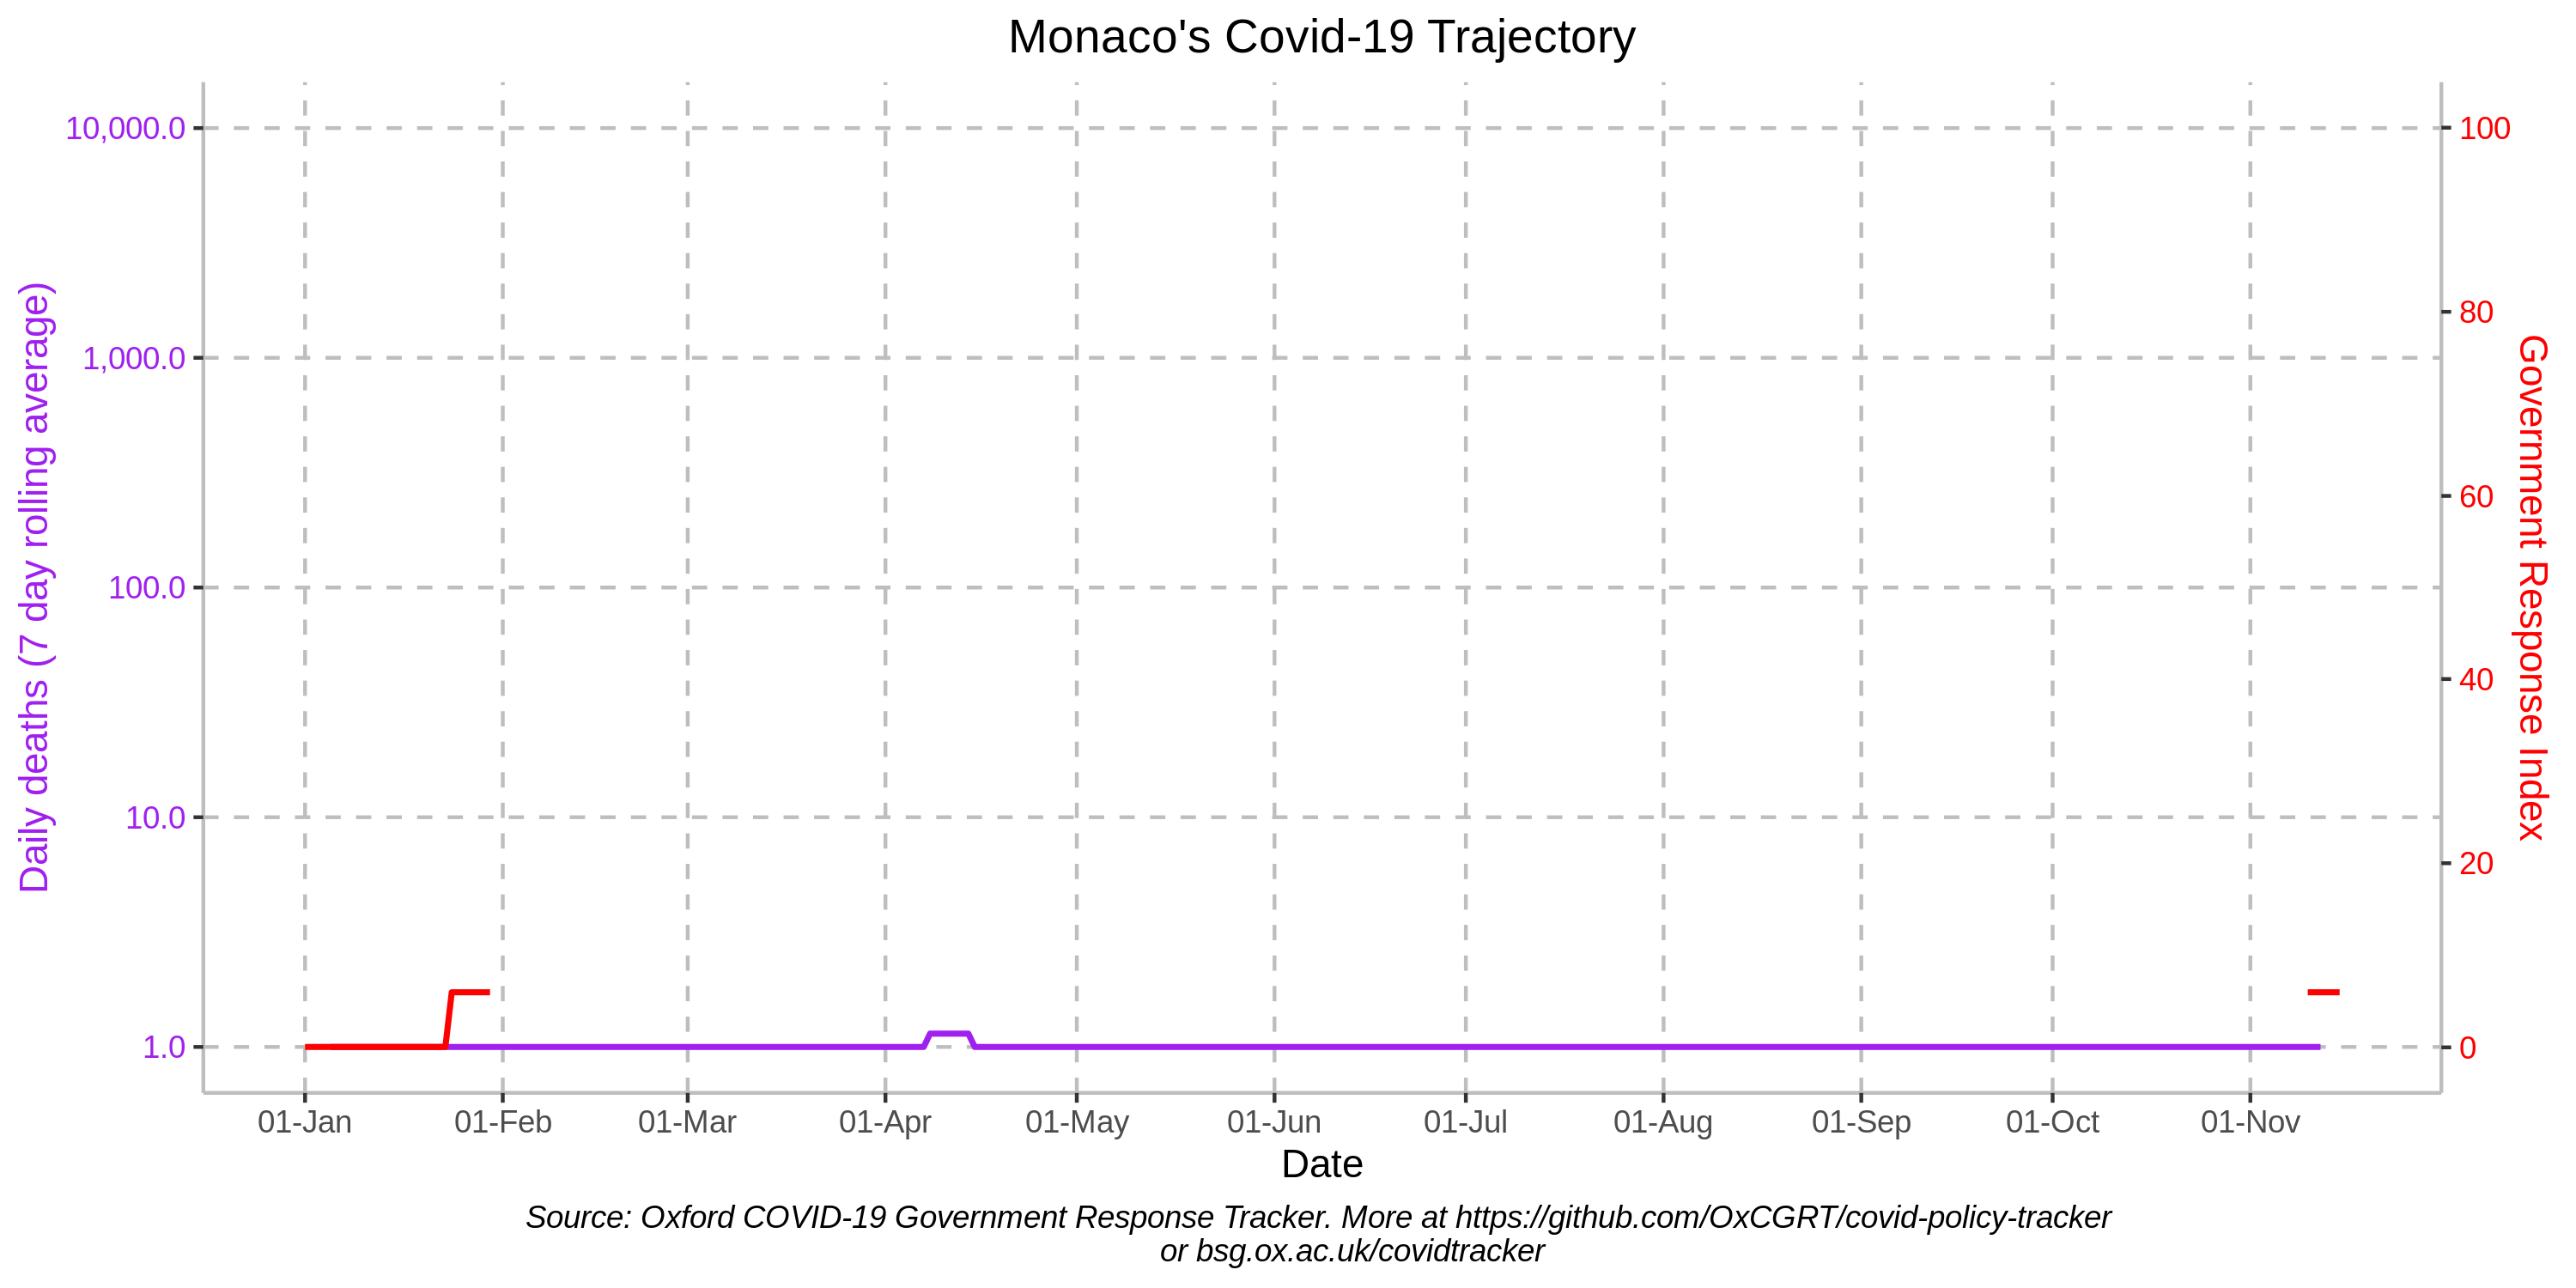 Monaco's Covid-19 Trajectory
10,000.0
1,000.0
100.0
10.0
1.0
Daily deaths (7 day rolling average)
100
80
60
40
20
0
Government Response Index
01-Jan 01-Feb 01-Mar 01-Apr 01-May 01-Jun 01-Jul 01-Aug 01-Sep 01-Oct 01-Nov
Date
Source: Oxford COVID-19 Government Response Tracker. More at https://github.com/OxCGRT/covid-policy-tracker
or bsg.ox.ac.uk/covidtracker